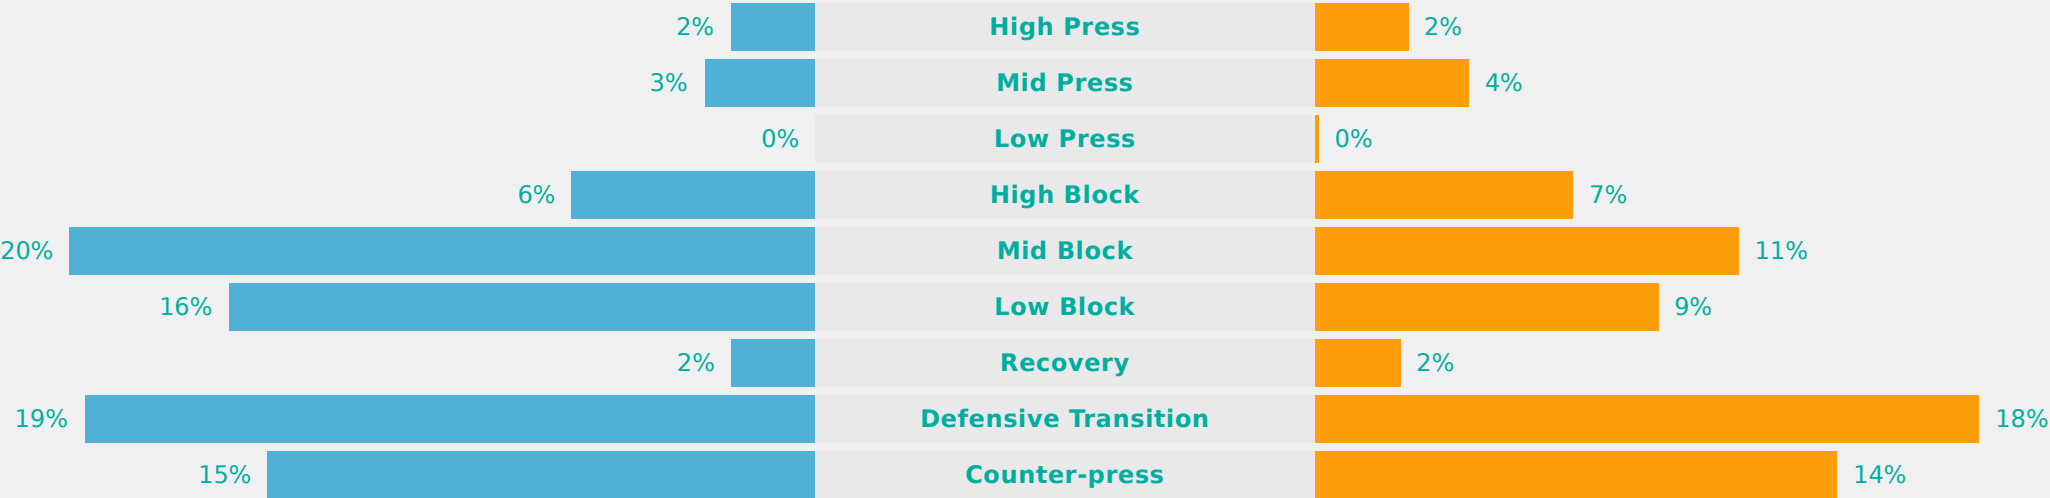 2% High Press 2%
3% Mid Press 4%
0% Low Press 0%
6% High Block 7%
20% Mid Block 11%
16% Low Block 9%
2% Recovery 2%
19% Defensive Transition 18%
15% Counter-press 14%